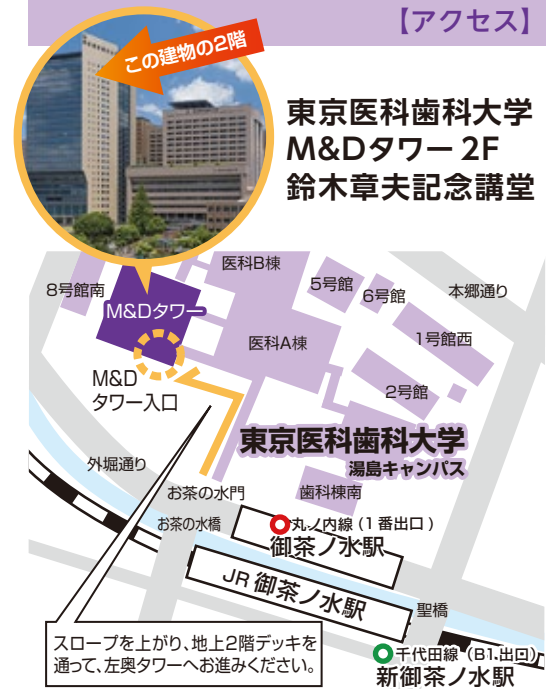 【アクセス】
この建物の2階
東京医科歯科大学
M&Dタワー 2F
鈴木章夫記念講堂
医科B棟
8号館南
5号館
6号館
本郷通り
M&Dタワー
医科A棟
1号館西
M&D
タワー入口
2号館
東京医科歯科大学
湯島キャンパス
外堀通り
お茶の水門
歯科棟南
お茶の水橋
丸ノ内線(1番出口)
御茶ノ水駅
JR 御茶ノ水駅
聖橋
スロープを上がり、地上2階デッキを
通って、左奥タワーへお進みください。
千代田線(B1出口)
新御茶ノ水駅